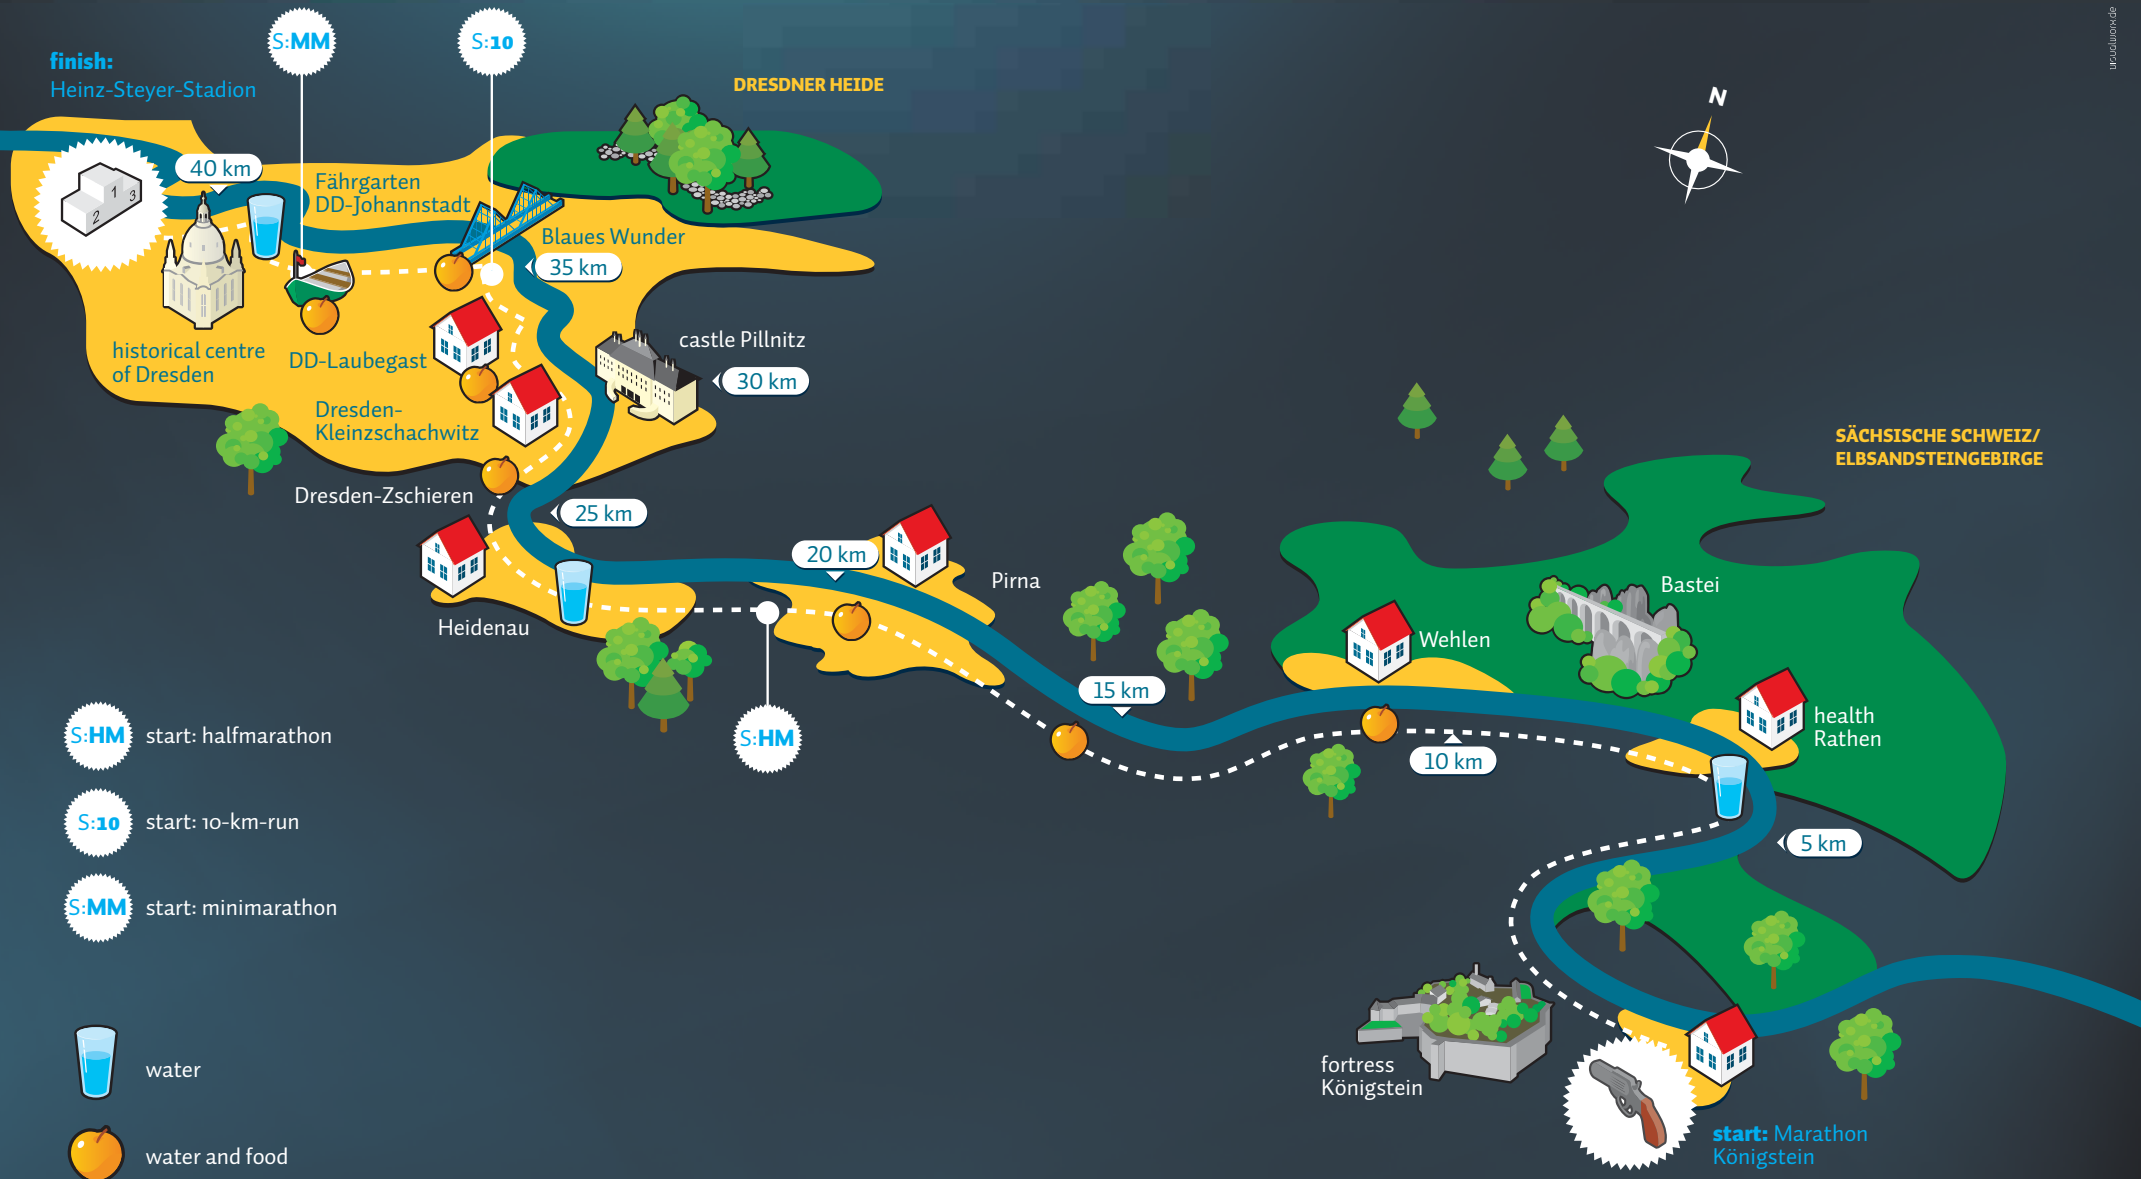 S:MM
S:10
finish:
Heinz-Steyer-Stadion
DRESDNER HEIDE
N
40 km
Fährgarten
DD-Johannstadt
1
2
3
Blaues Wunder
35 km
historical centre
of Dresden
DD-Laubegast
castle Pillnitz
30 km
Dresden-
Kleinzschachwitz
SÄCHSISCHE SCHWEIZ/
ELBSANDSTEINGEBIRGE
Dresden-Zschieren
25 km
20 km
Pirna
Bastei
Heidenau
Wehlen
15 km
health
Rathen
S:HM
10 km
5 km
S:HM start: halfmarathon
S:10 start: 10-km-run
S:MM start: minimarathon
fortress
Königstein
water
start: Marathon
Königstein
water and food